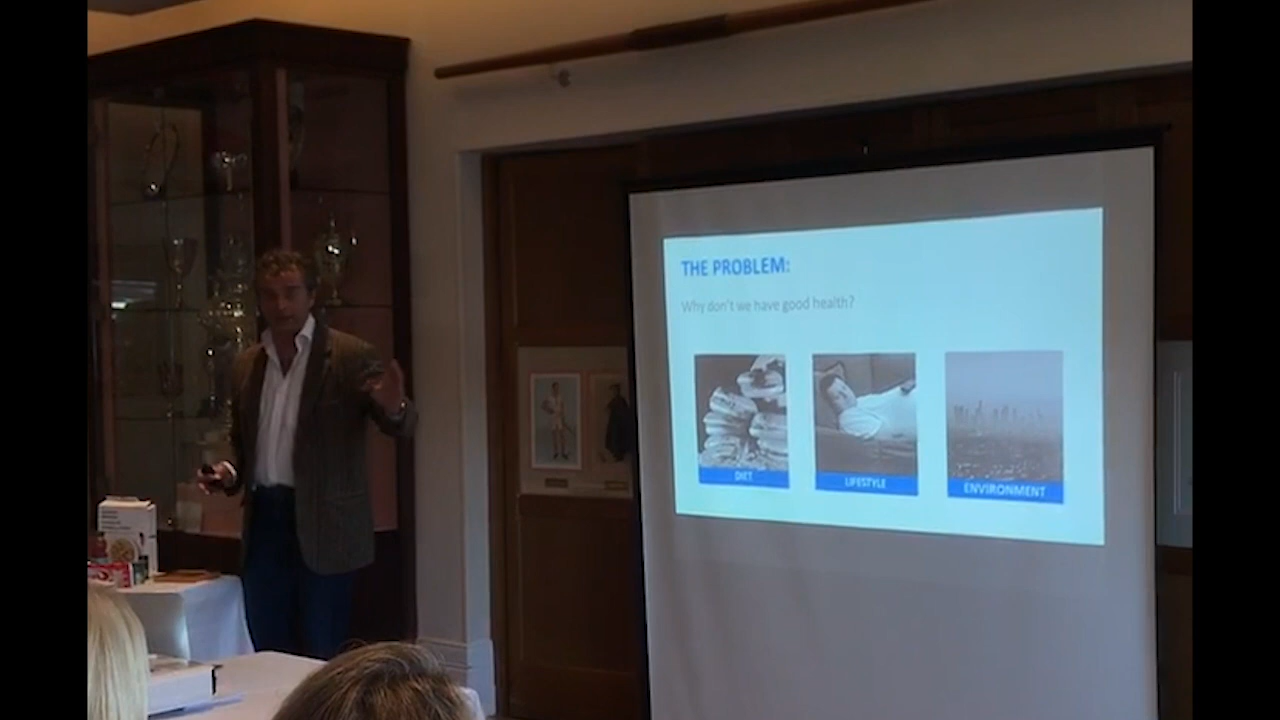 THE PROBLEM:
Why don't we have good health?
DIET
LIFESTYLE
ENVIRONMENT